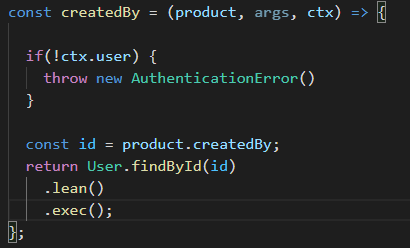 const createdBy = (product, args, ctx) => {
if(!ctx.user) {
throw new AuthenticationError()
}
const id = product.createdBy;
return User.findById(id)
.lean()
.exec();
};